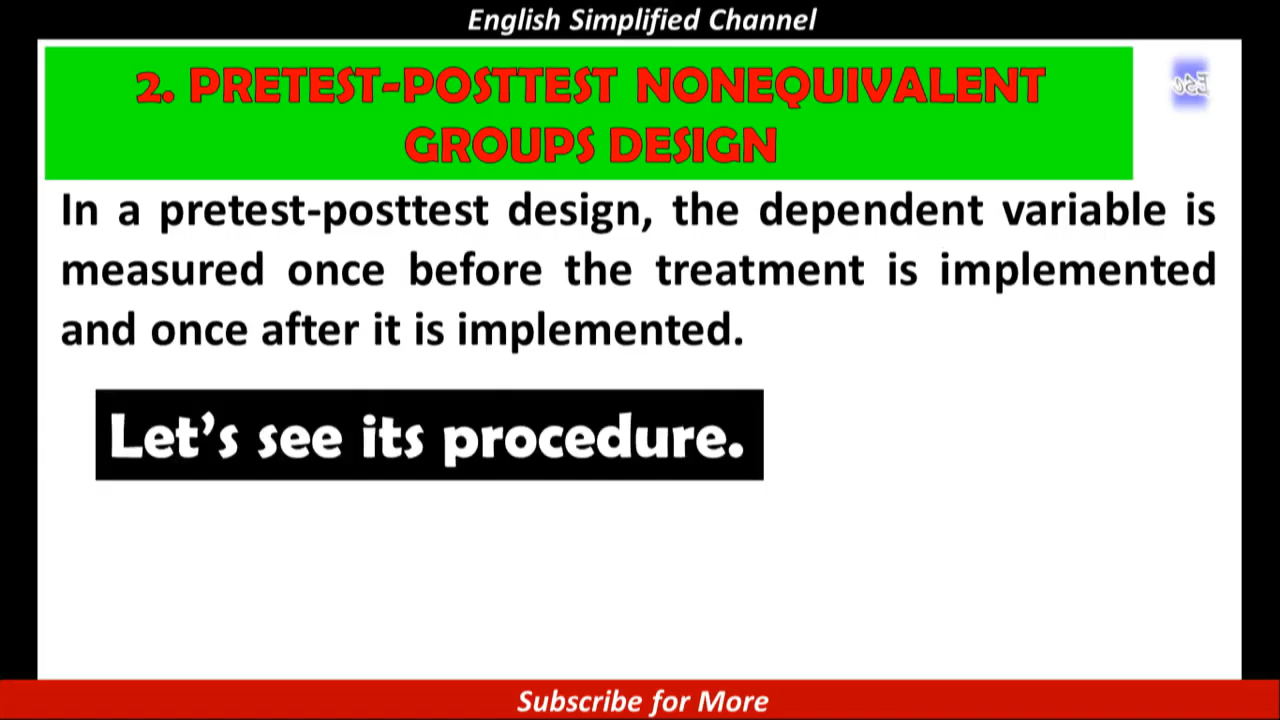 English Simplified Channel
2. PRETEST-POSTTEST NONEQUIVALENT
GROUPS DESIGN
In a pretest-posttest design, the dependent variable is
measured once before the treatment is implemented
and once after it is implemented.
Let's see its procedure.
Subscribe for More